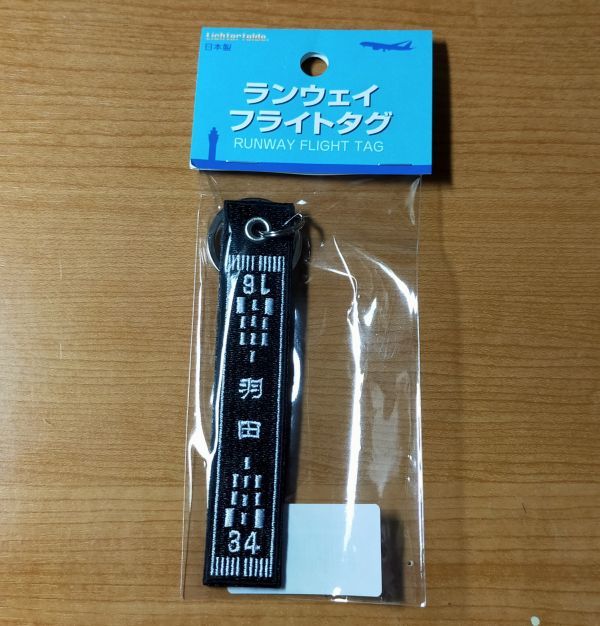 Lichterfelde.
日本製
ランウェイ
フライトタグ
RUNWAY FLIGHT TAG
16
羽田
34